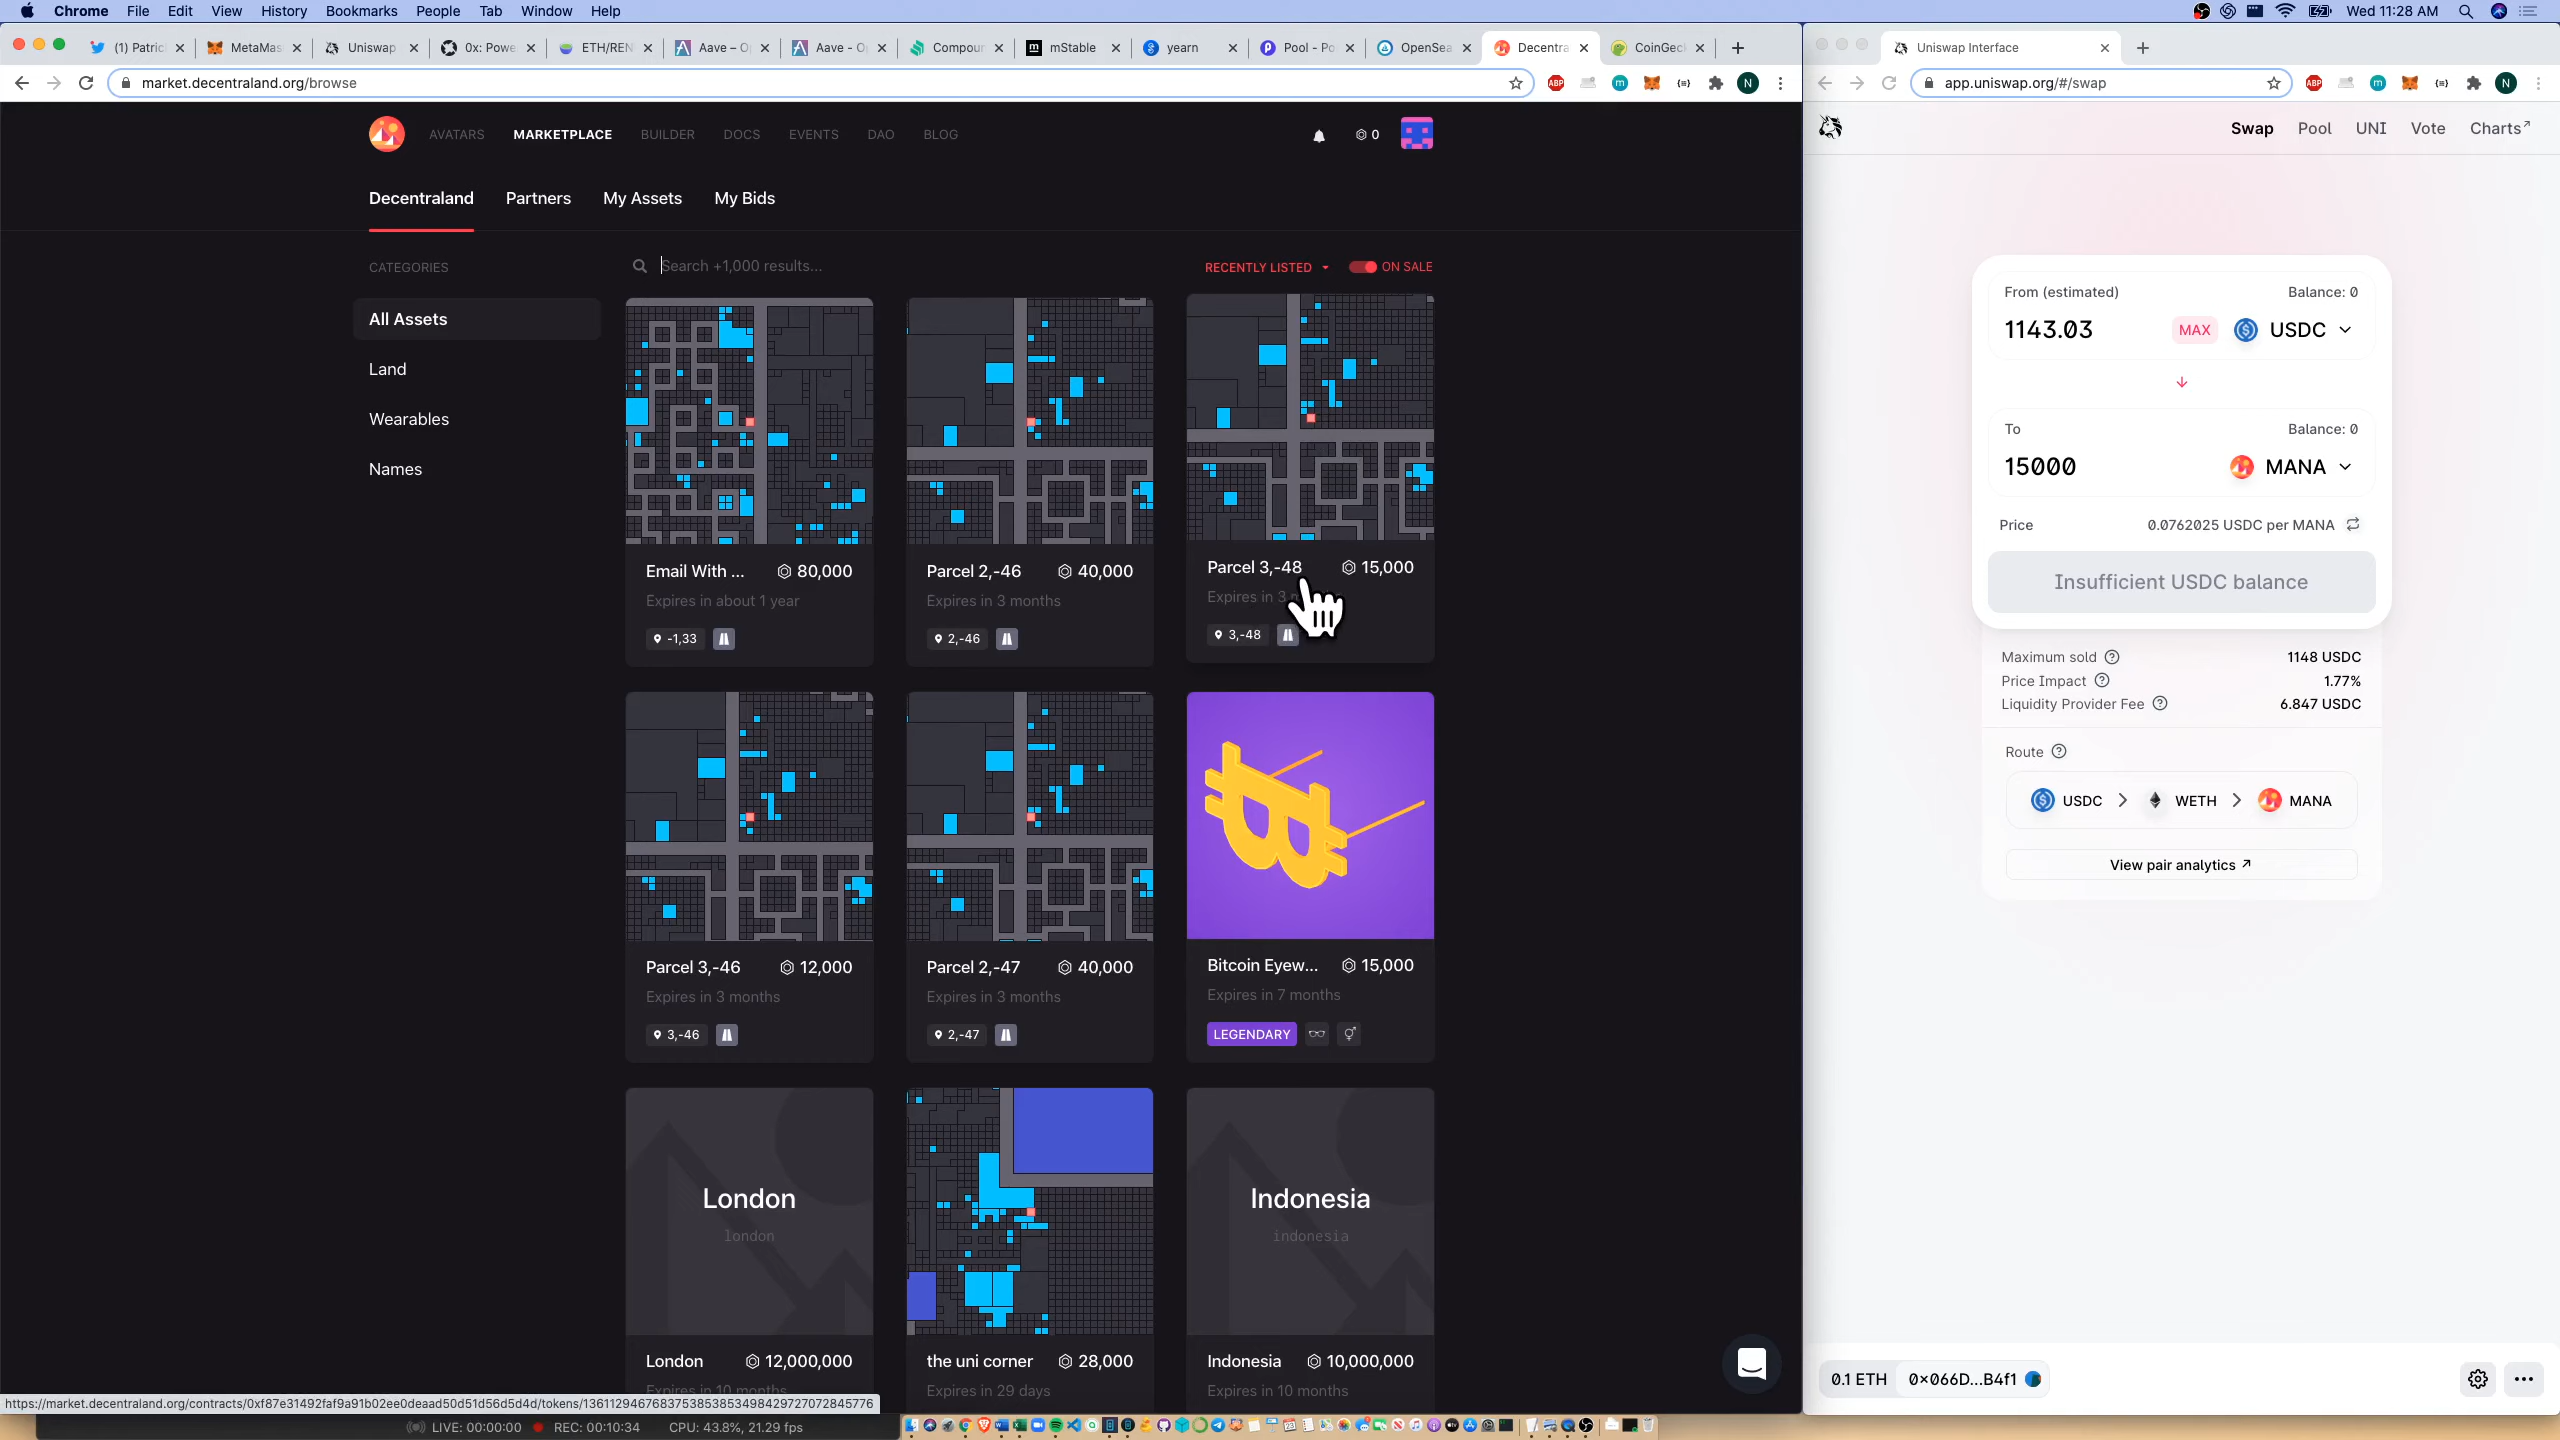 Chrome File Edit View History Bookmarks People Tab Window Help
Wed 11:28 AM
(1) Patric
MetaMas
Uniswap
0x: Powe
ETH/REN
Aave – O
Aave - O
Compour
mStable
yearn
Pool - Po
OpenSea
Decentra
CoinGec
market.decentraland.org/browse
AVATARS MARKETPLACE BUILDER DOCS EVENTS DAO BLOG
0
Decentraland Partners My Assets My Bids
CATEGORIES
All Assets
Land
Wearables
Names
Search +1,000 results...
RECENTLY LISTED
ON SALE
Email With ... 80,000
Expires in about 1 year
-1,33
Parcel 2,-46 40,000
Expires in 3 months
2,-46
Parcel 3,-48 15,000
Expires in 3 m
3,-48
Parcel 3,-46 12,000
Expires in 3 months
3,-46
Parcel 2,-47 40,000
Expires in 3 months
2,-47
Bitcoin Eyew... 15,000
Expires in 7 months
LEGENDARY
London
london
London 12,000,000
Expires in 10 months
the uni corner 28,000
Expires in 29 days
Indonesia
indonesia
Indonesia 10,000,000
Expires in 10 months
LIVE: 00:00:00 REC: 00:10:34 CPU: 43.8%, 21.29 fps
Uniswap Interface
app.uniswap.org/#/swap
ABP
N
Swap Pool UNI Vote Charts↗
From (estimated) Balance: 0
1143.03 MAX USDC
To Balance: 0
15000 MANA
Price 0.0762025 USDC per MANA
Insufficient USDC balance
Maximum sold 1148 USDC
Price Impact 1.77%
Liquidity Provider Fee 6.847 USDC
Route
USDC > WETH > MANA
View pair analytics ↗
0.1 ETH 0×066D...B4f1